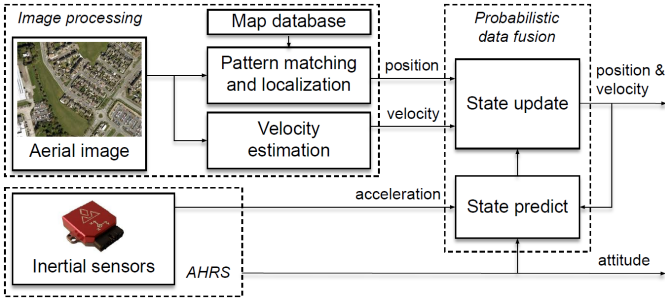 Image processing
Map database
Probabilistic
data fusion
Pattern matching
and localization
position
position &
velocity
State update
velocity
Aerial image
Velocity
estimation
acceleration
State predict
Inertial sensors
AHRS
attitude